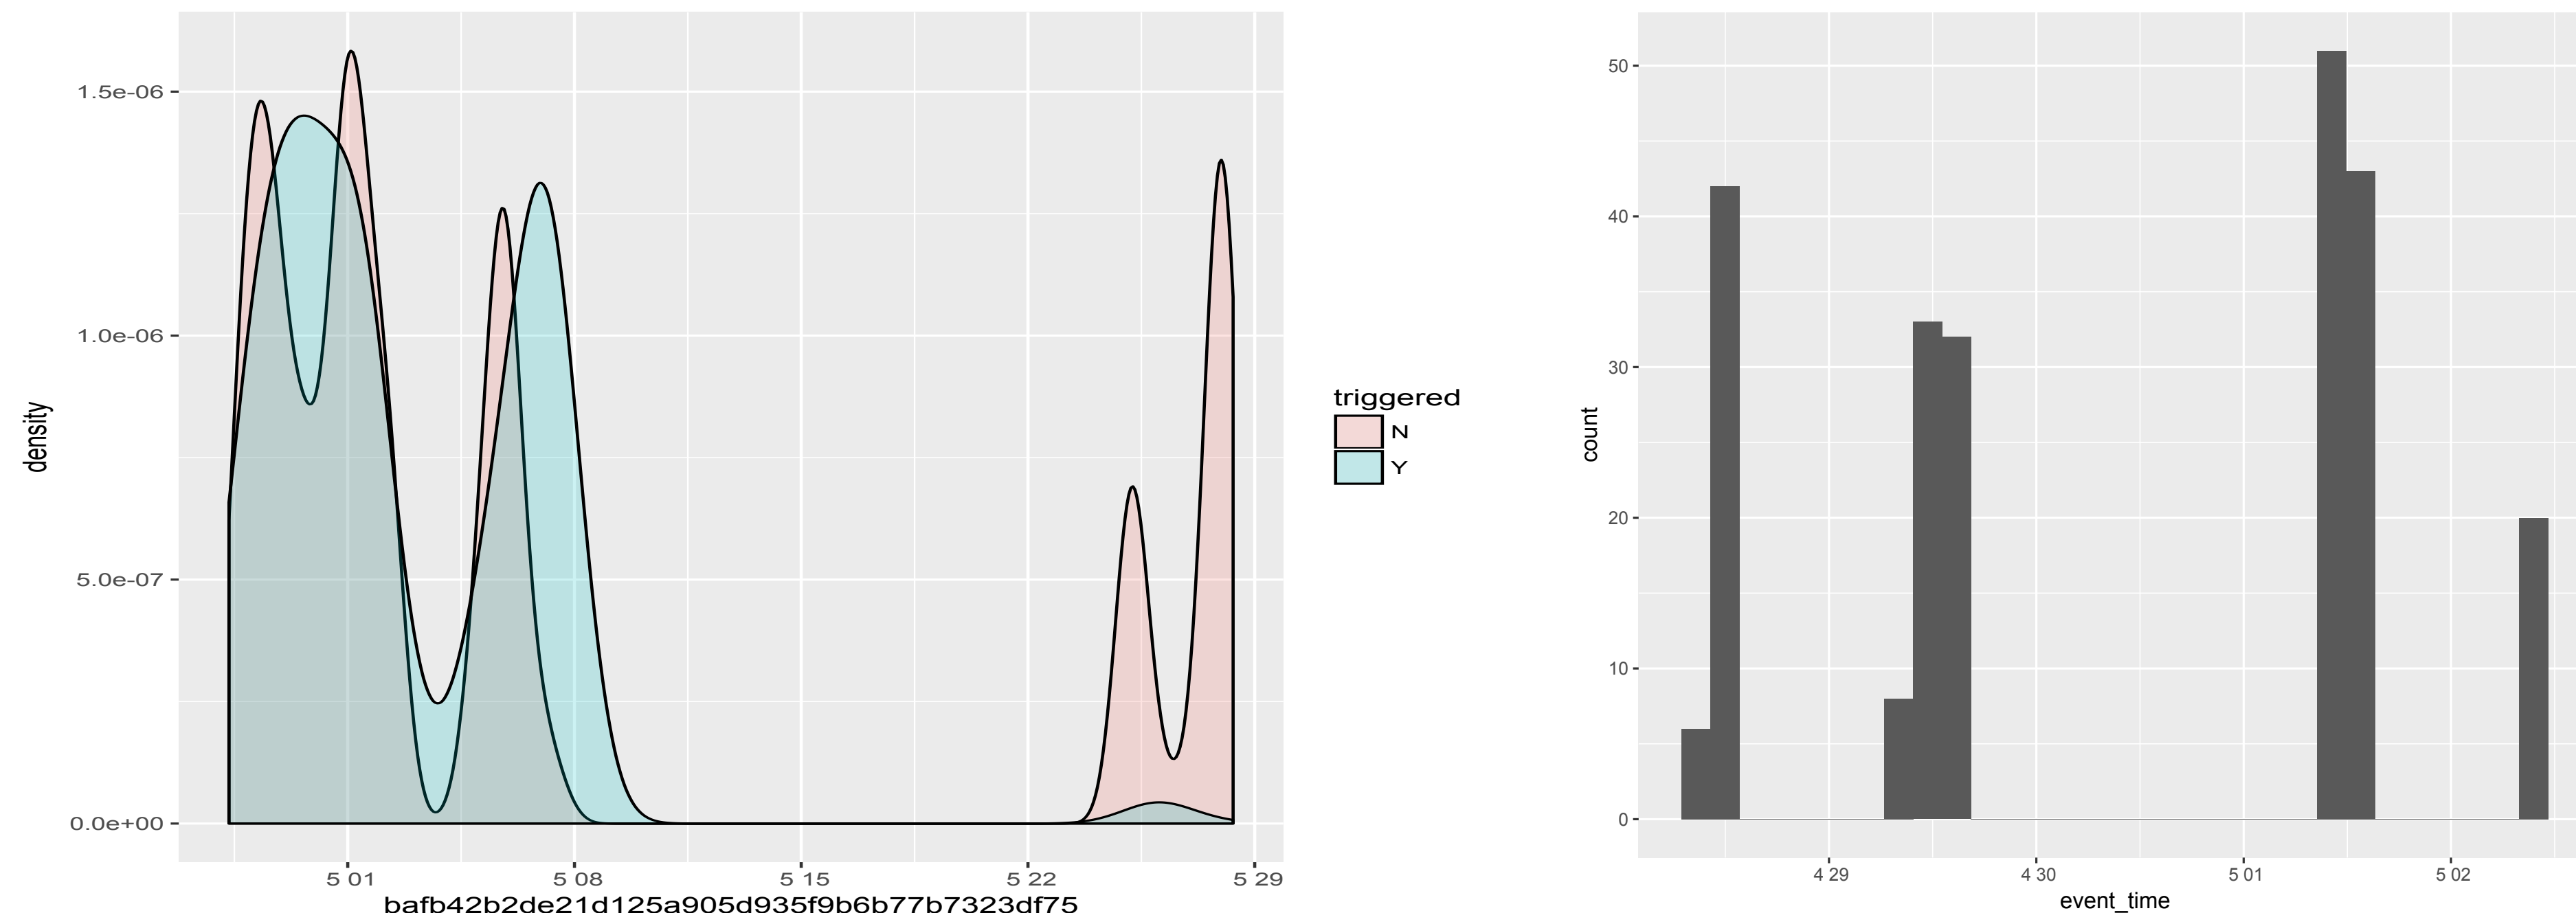 1.5e-06
1.0e-06
5.0e-07
0.0e+00
density
5 01 5 08 5 15 5 22 5 29
bafb42b2de21d125a905d935f9b6b77b7323df75
triggered
N
Y
50
40
30
20
10
0
count
4 29 4 30 5 01 5 02
event_time